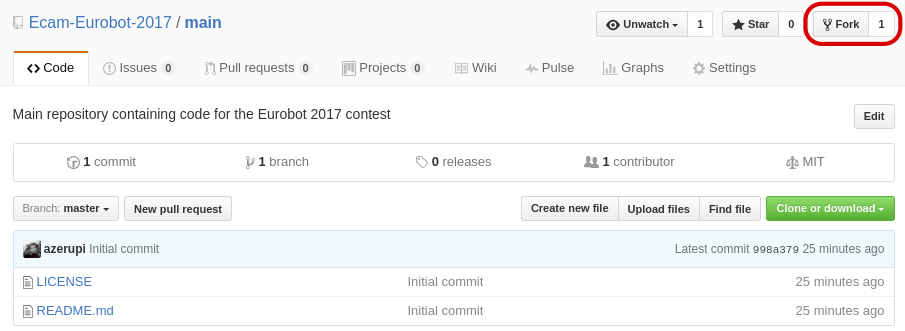 Ecam-Eurobot-2017 / main Unwatch 1 Star 0 Fork 1
Code Issues 0 Pull requests 0 Projects 0 Wiki Pulse Graphs Settings
Main repository containing code for the Eurobot 2017 contest Edit
1 commit 1 branch 0 releases 1 contributor MIT
Branch: master New pull request Create new file Upload files Find file Clone or download
azerupi Initial commit Latest commit 998a379 25 minutes ago
LICENSE Initial commit 25 minutes ago
README.md Initial commit 25 minutes ago